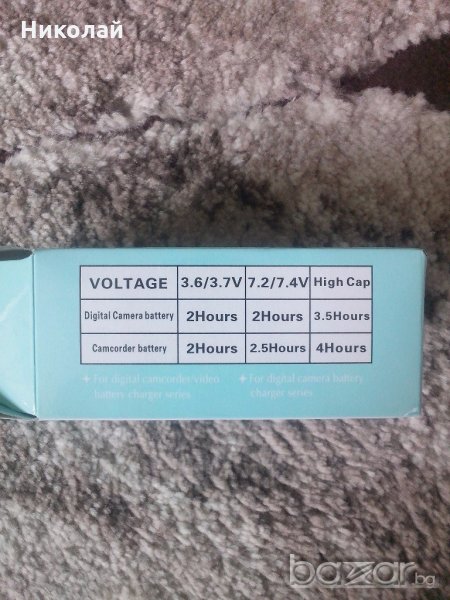 Николай
VOLTAGE 3.6/3.7V 7.2/7.4V High Cap
Digital Camera battery 2Hours 2Hours 3.5Hours
Camcorder battery 2Hours 2.5Hours 4Hours
+ For digital camcorder/video + For digital camera battery
battery charger series charger series
bazar.bg